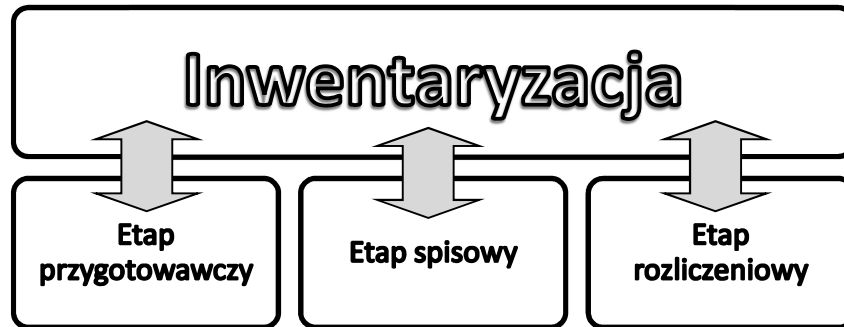 Inwentaryzacja
Etap
przygotowawczy
Etap spisowy
Etap
rozliczeniowy